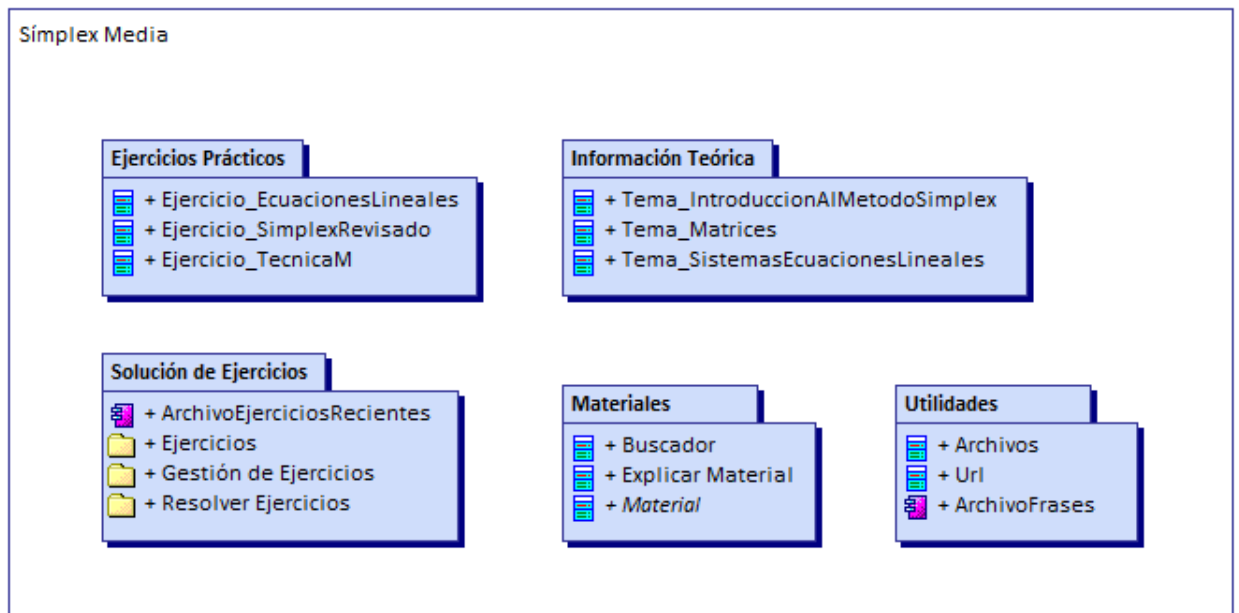 Símplex Media
Ejercicios Prácticos
+ Ejercicio_EcuacionesLineales
+ Ejercicio_SimplexRevisado
+ Ejercicio_TecnicaM
Información Teórica
+ Tema_IntroduccionAlMetodoSimplex
+ Tema_Matrices
+ Tema_SistemasEcuacionesLineales
Solución de Ejercicios
+ ArchivoEjerciciosRecientes
+ Ejercicios
+ Gestión de Ejercicios
+ Resolver Ejercicios
Materiales
+ Buscador
+ Explicar Material
+ Material
Utilidades
+ Archivos
+ Url
+ ArchivoFrases